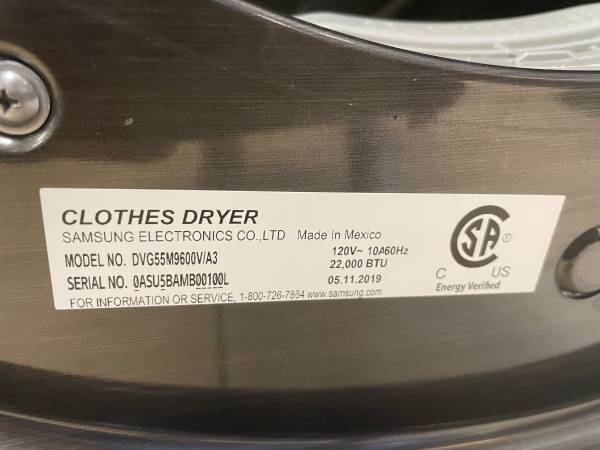 CLOTHES DRYER
SAMSUNG ELECTRONICS CO.,LTD Made In Mexico
MODEL NO. DVG55M9600V/A3 120V~ 10A60Hz
22,000 BTU
SERIAL NO. 0ASU5BAMB00100L 05.11.2019
FOR INFORMATION OR SERVICE, 1-800-726-7884 www.samsung.com
SA ®
C US
Energy Verified